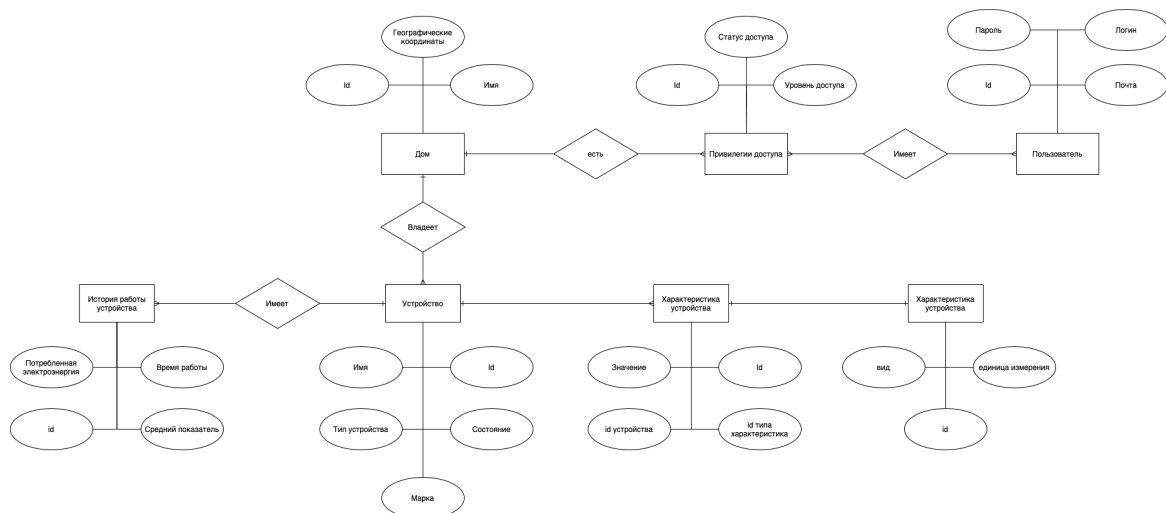 Географические
координаты
Статус доступа
Пароль
Логин
Id
Имя
Id
Уровень доступа
Id
Почта
Дом
есть
Привилегии доступа
Имеет
Пользователь
Владеет
История работы
устройства
Имеет
Устройство
Характеристика
устройства
Характеристика
устройства
Потребленная
электроэнергия
Время работы
Имя
Id
Значение
Id
вид
единица измерения
id
Средний показатель
Тип устройства
Состояние
id устройства
id типа
характеристика
id
Марка